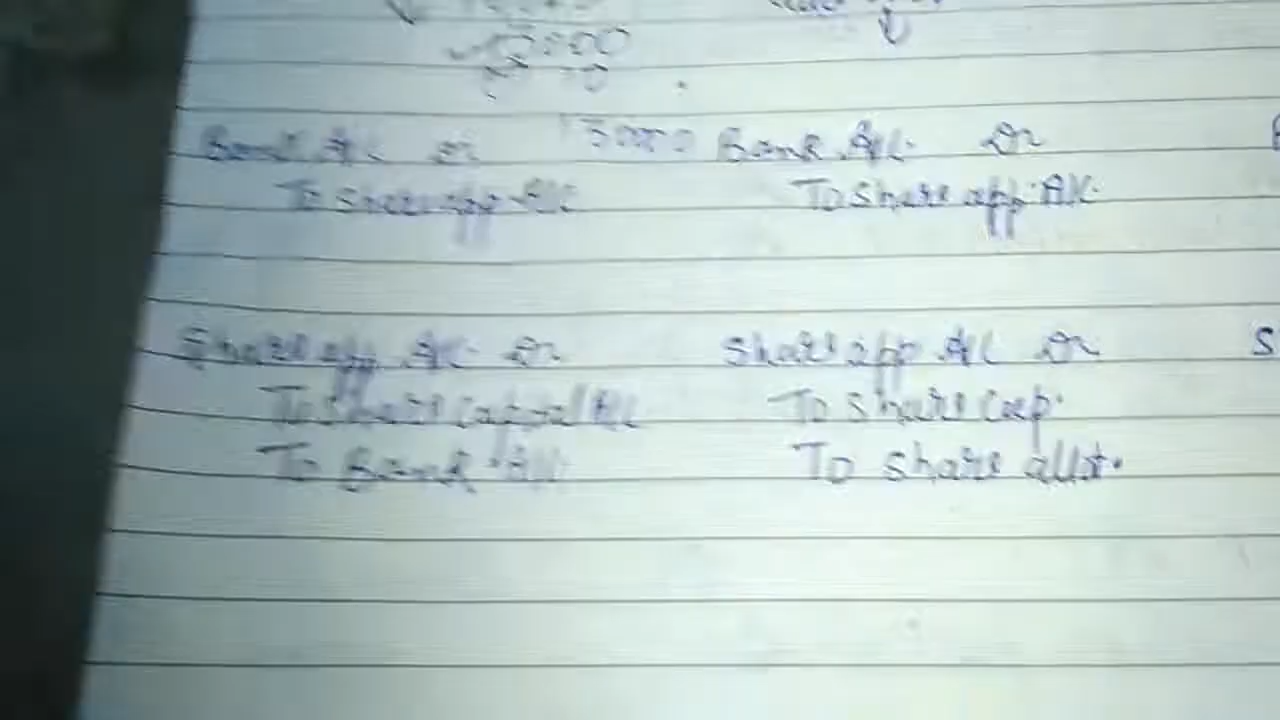 Bank A/c Dr
To Share app A/c
Share app A/c Dr
To Share Capital A/c
To Bank A/c
Bank A/c Dr
To Share app. A/c.
Share app A/c Dr
To Share Cap.
To Share allot.
S